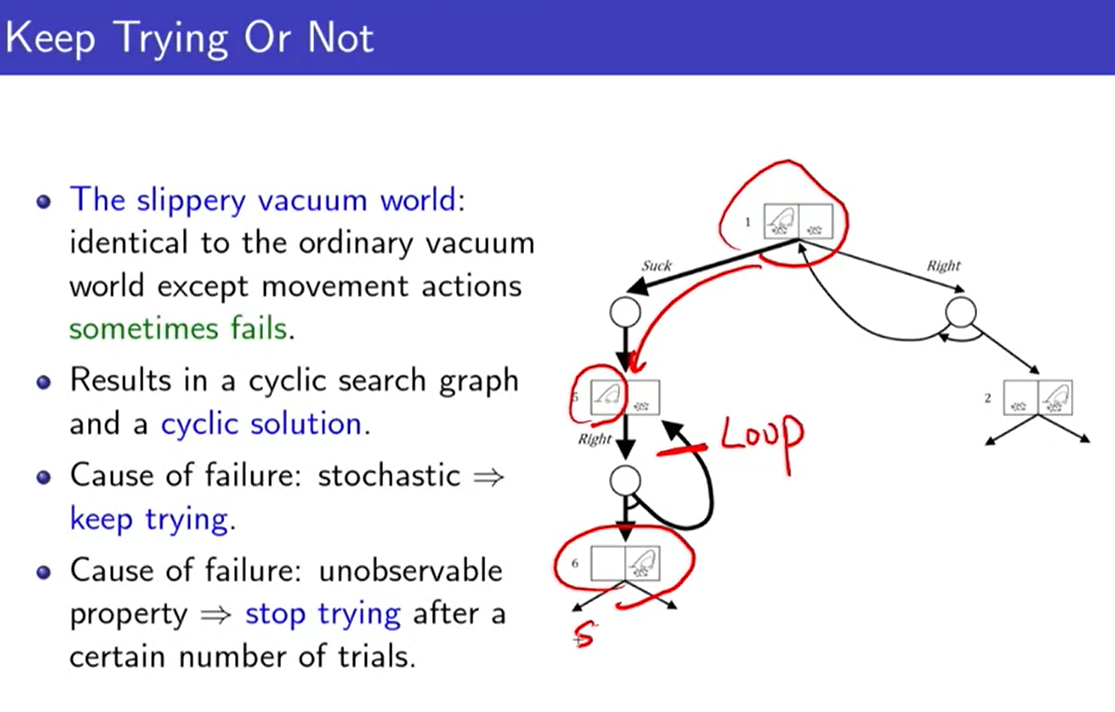 Keep Trying Or Not
The slippery vacuum world:
identical to the ordinary vacuum
world except movement actions
sometimes fails.
Results in a cyclic search graph
and a cyclic solution.
Cause of failure: stochastic ⇒
keep trying.
Cause of failure: unobservable
property ⇒ stop trying after a
certain number of trials.
1
Suck
Right
5
2
Right
Loop
6
S